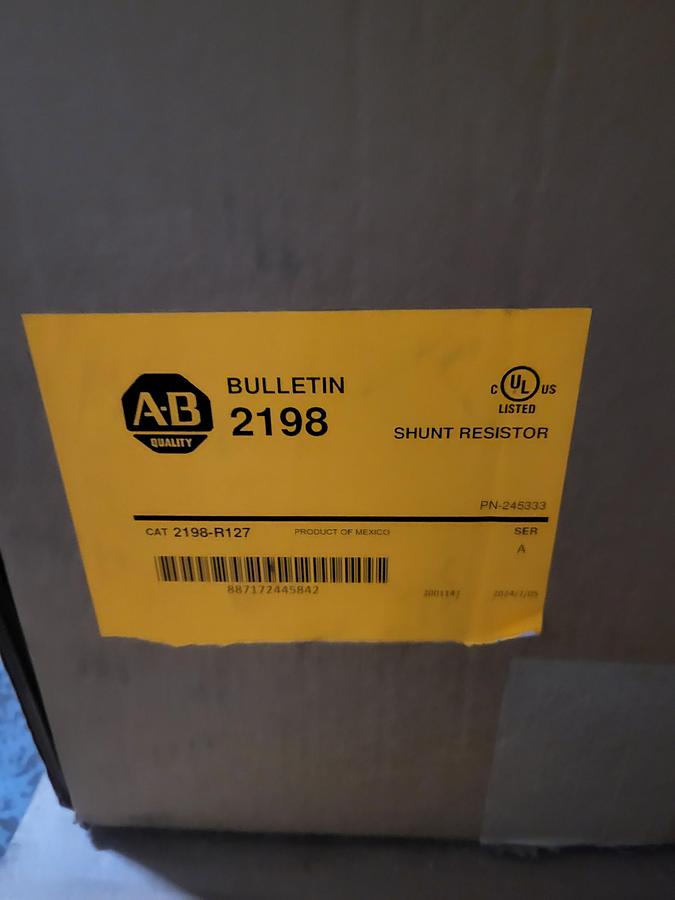 A-B
QUALITY
BULLETIN
2198
C UL US
LISTED
SHUNT RESISTOR
PN-245333
CAT 2198-R127 PRODUCT OF MEXICO SER
A
887172445842